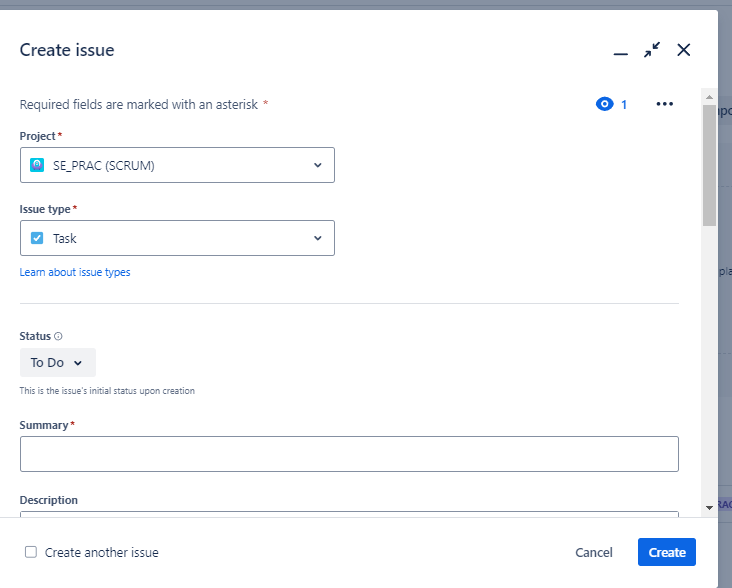 Create issue
Required fields are marked with an asterisk *
1
Project *
SE_PRAC (SCRUM)
Issue type *
Task
Learn about issue types
Status
To Do
This is the issue's initial status upon creation
Summary *
Description
Create another issue
Cancel
Create